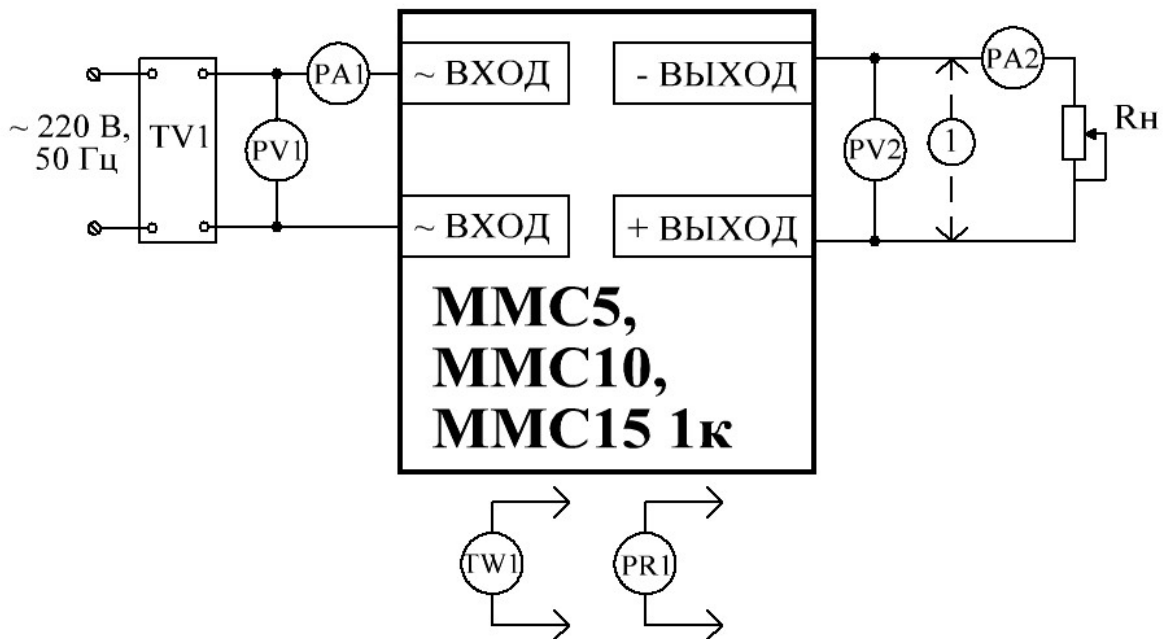 ~ 220 В,
50 Гц
TV1
PA1
PV1
~ ВХОД
~ ВХОД
- ВЫХОД
+ ВЫХОД
ММС5,
ММС10,
ММС15 1к
PV2
1
PA2
Rн
TW1
PR1